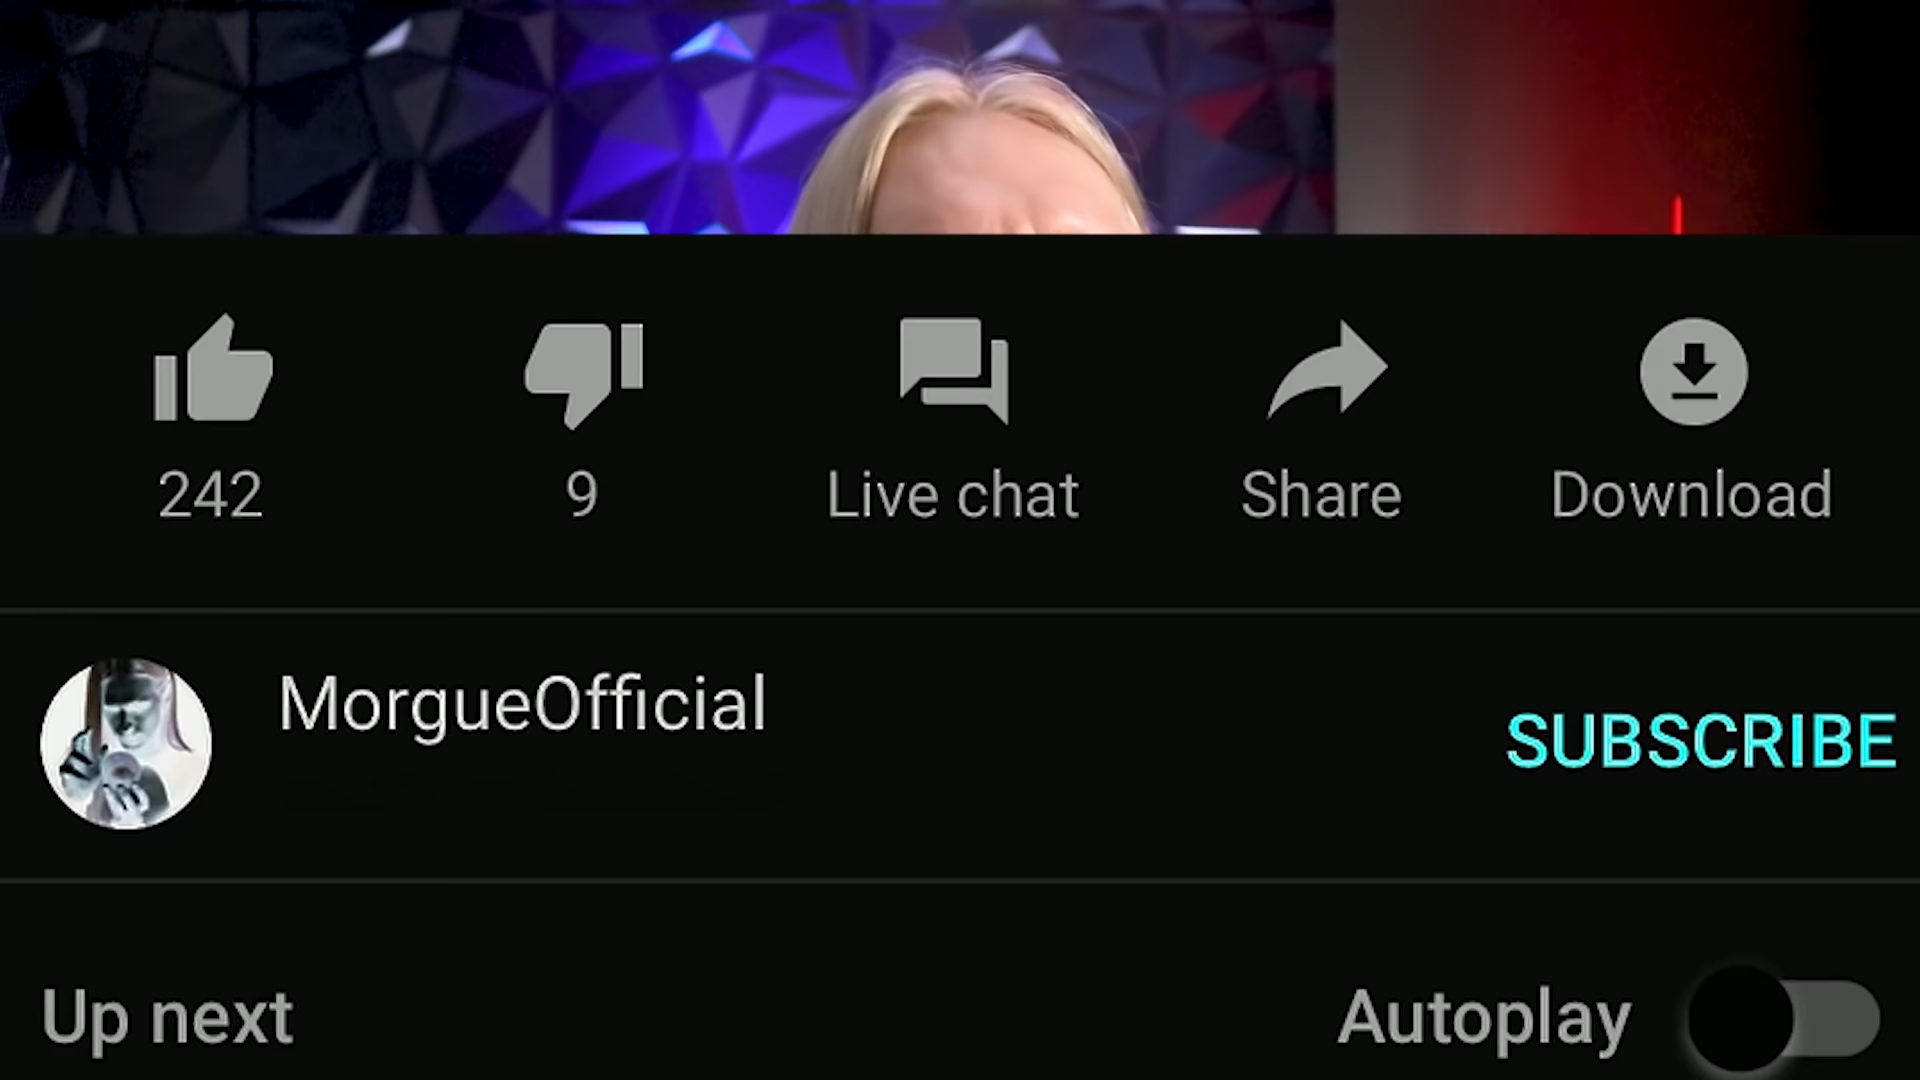 242
9
Live chat
Share
Download
MorgueOfficial
SUBSCRIBE
Up next
Autoplay